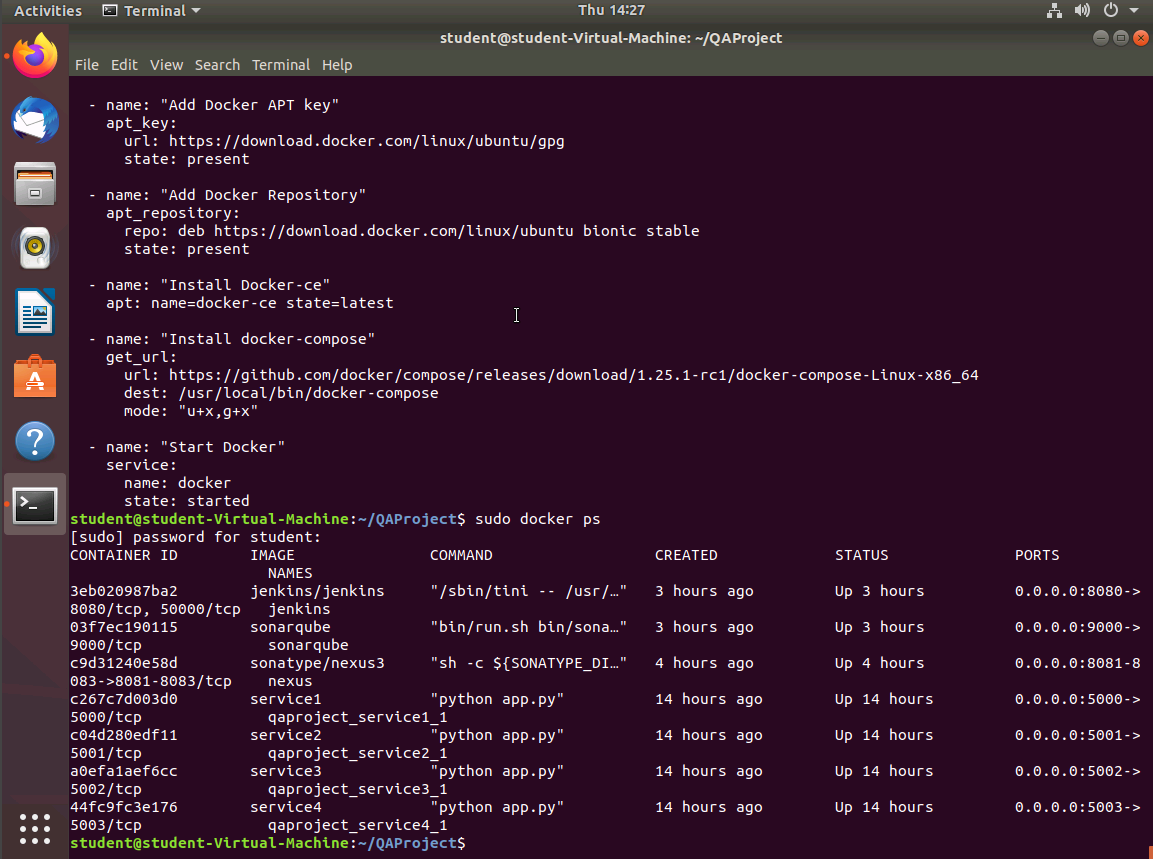 Activities Terminal Thu 14:27
student@student-Virtual-Machine: ~/QAProject
File Edit View Search Terminal Help
- name: "Add Docker APT key"
apt_key:
url: https://download.docker.com/linux/ubuntu/gpg
state: present
- name: "Add Docker Repository"
apt_repository:
repo: deb https://download.docker.com/linux/ubuntu bionic stable
state: present
- name: "Install Docker-ce"
apt: name=docker-ce state=latest
- name: "Install docker-compose"
get_url:
url: https://github.com/docker/compose/releases/download/1.25.1-rc1/docker-compose-Linux-x86_64
dest: /usr/local/bin/docker-compose
mode: "u+x,g+x"
- name: "Start Docker"
service:
name: docker
state: started
student@student-Virtual-Machine:~/QAProject$ sudo docker ps
[sudo] password for student:
CONTAINER ID IMAGE COMMAND CREATED STATUS PORTS
NAMES
3eb020987ba2 jenkins/jenkins "/sbin/tini -- /usr/…" 3 hours ago Up 3 hours 0.0.0.0:8080->
8080/tcp, 50000/tcp jenkins
03f7ec190115 sonarqube "bin/run.sh bin/sona…" 3 hours ago Up 3 hours 0.0.0.0:9000->
9000/tcp sonarqube
c9d31240e58d sonatype/nexus3 "sh -c ${SONATYPE_DI…" 4 hours ago Up 4 hours 0.0.0.0:8081-8
083->8081-8083/tcp nexus
c267c7d003d0 service1 "python app.py" 14 hours ago Up 14 hours 0.0.0.0:5000->
5000/tcp qaproject_service1_1
c04d280edf11 service2 "python app.py" 14 hours ago Up 14 hours 0.0.0.0:5001->
5001/tcp qaproject_service2_1
a0efa1aef6cc service3 "python app.py" 14 hours ago Up 14 hours 0.0.0.0:5002->
5002/tcp qaproject_service3_1
44fc9fc3e176 service4 "python app.py" 14 hours ago Up 14 hours 0.0.0.0:5003->
5003/tcp qaproject_service4_1
student@student-Virtual-Machine:~/QAProject$